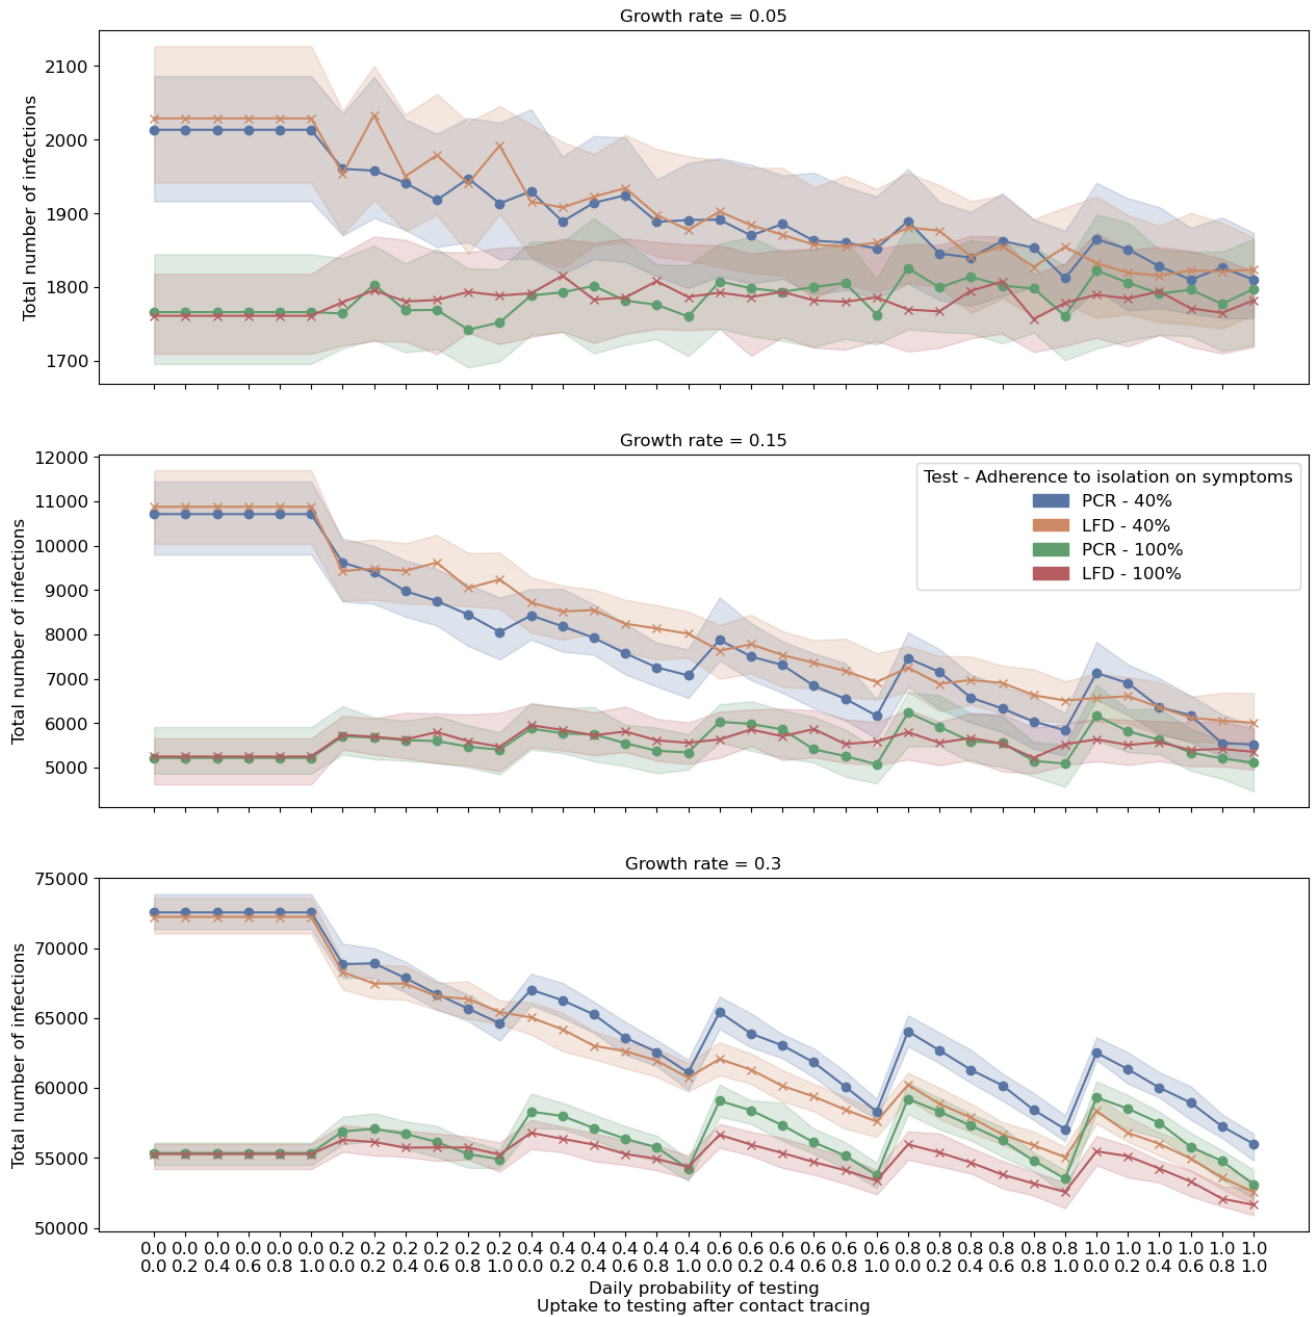 Growth rate = 0.05
Total number of infections
2100
2000
1900
1800
1700
Growth rate = 0.15
Total number of infections
12000
11000
10000
9000
8000
7000
6000
5000
Test - Adherence to isolation on symptoms
PCR - 40%
LFD - 40%
PCR - 100%
LFD - 100%
Growth rate = 0.3
Total number of infections
75000
70000
65000
60000
55000
50000
0.0 0.0 0.0 0.0 0.0 0.0 0.2 0.2 0.2 0.2 0.2 0.2 0.4 0.4 0.4 0.4 0.4 0.4 0.6 0.6 0.6 0.6 0.6 0.6 0.8 0.8 0.8 0.8 0.8 0.8 1.0 1.0 1.0 1.0 1.0 1.0
0.0 0.2 0.4 0.6 0.8 1.0 0.0 0.2 0.4 0.6 0.8 1.0 0.0 0.2 0.4 0.6 0.8 1.0 0.0 0.2 0.4 0.6 0.8 1.0 0.0 0.2 0.4 0.6 0.8 1.0 0.0 0.2 0.4 0.6 0.8 1.0
Daily probability of testing
Uptake to testing after contact tracing